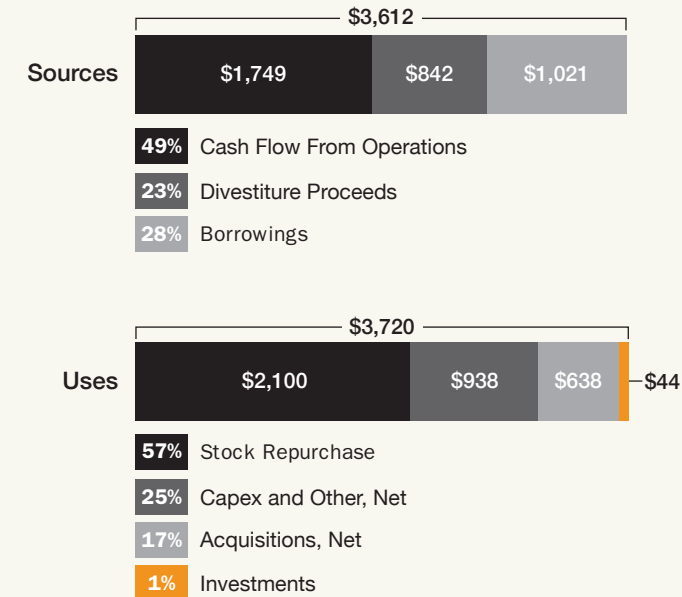 $3,612
Sources
$1,749 $842 $1,021
49% Cash Flow From Operations
23% Divestiture Proceeds
28% Borrowings
$3,720
Uses
$2,100 $938 $638 $44
57% Stock Repurchase
25% Capex and Other, Net
17% Acquisitions, Net
1% Investments